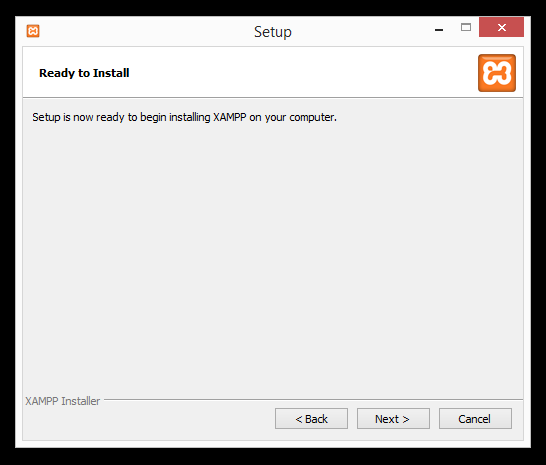 Setup
Ready to Install
Setup is now ready to begin installing XAMPP on your computer.
XAMPP Installer
< Back
Next >
Cancel